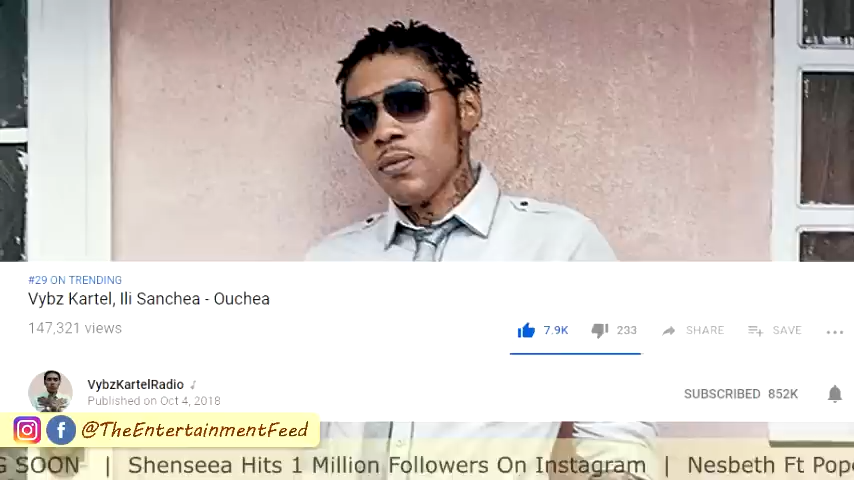 #29 ON TRENDING
Vybz Kartel, Ili Sanchea - Ouchea
147,321 views
7.9K
233
SHARE
SAVE
VybzKartelRadio
Published on Oct 4, 2018
SUBSCRIBED 852K
@TheEntertainmentFeed
G SOON | Shenseea Hits 1 Million Followers On Instagram | Nesbeth Ft Pop